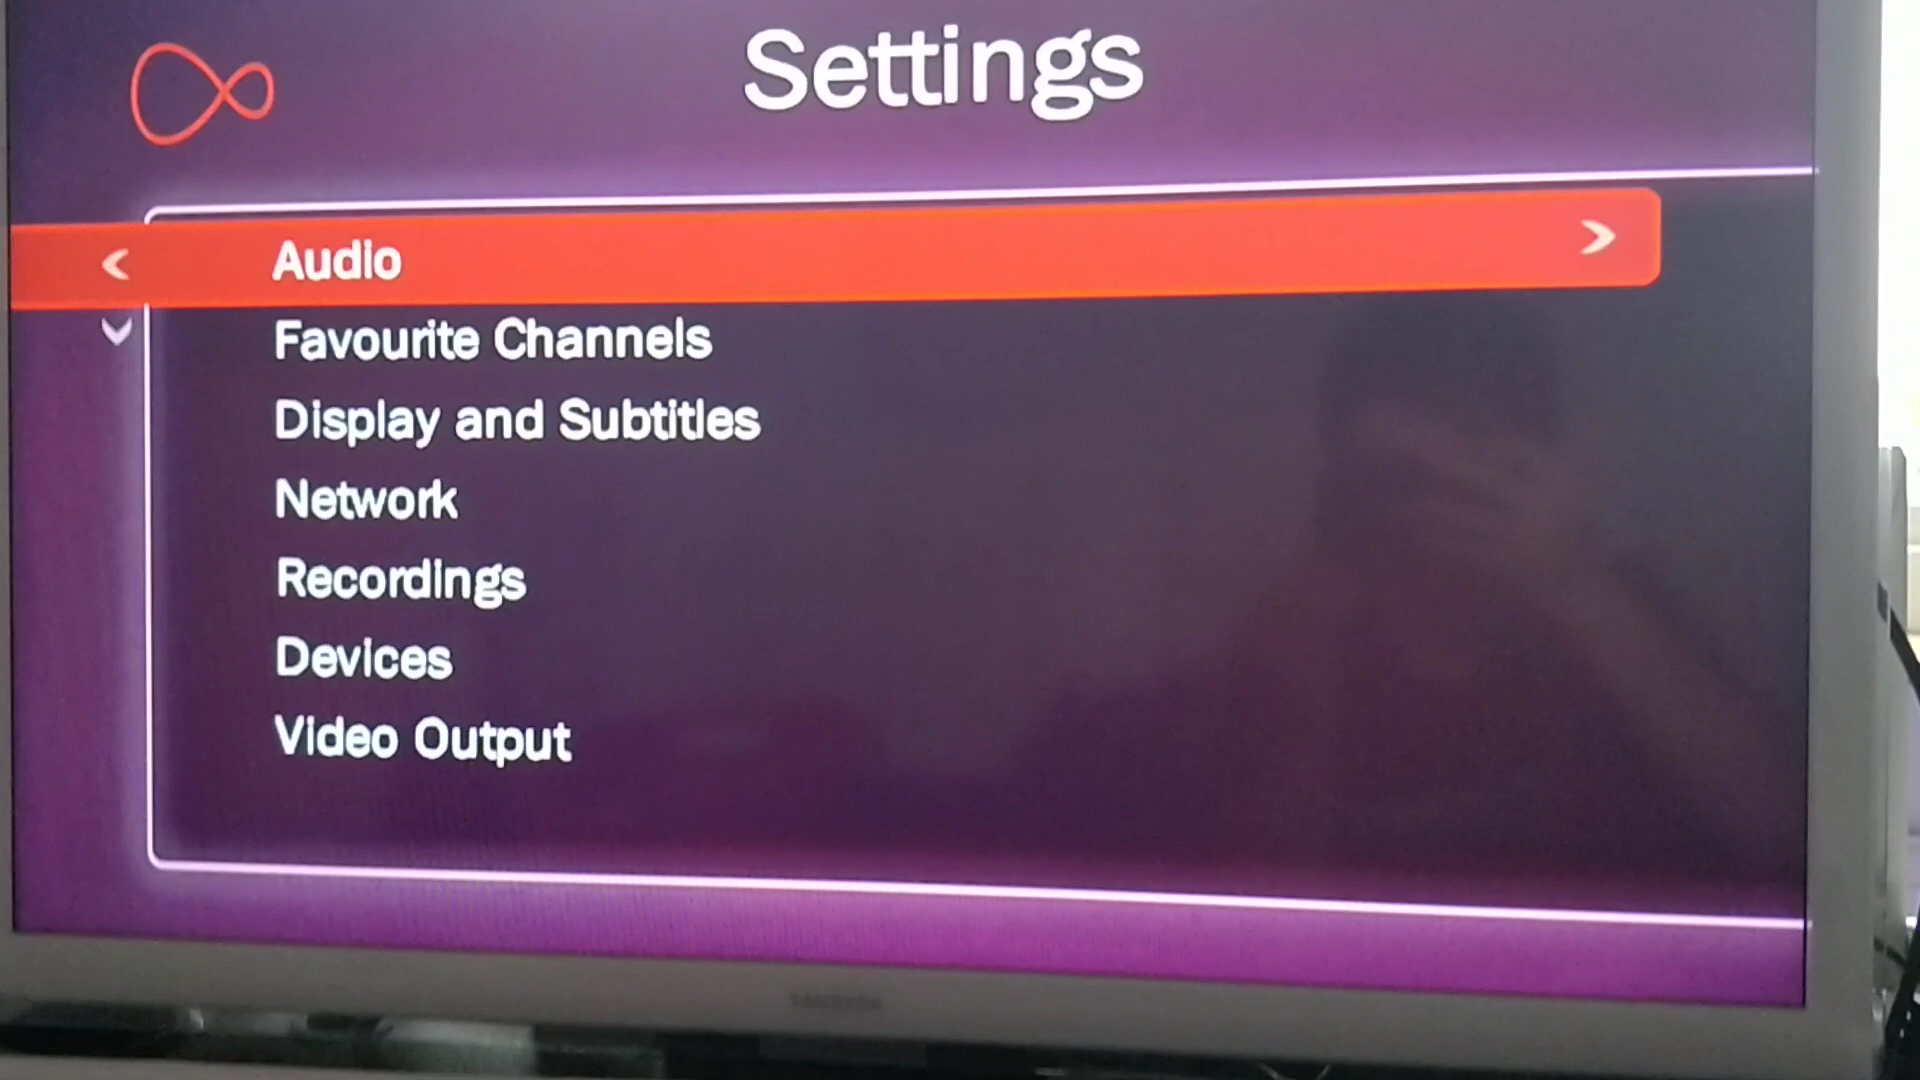 Settings
Audio
Favourite Channels
Display and Subtitles
Network
Recordings
Devices
Video Output